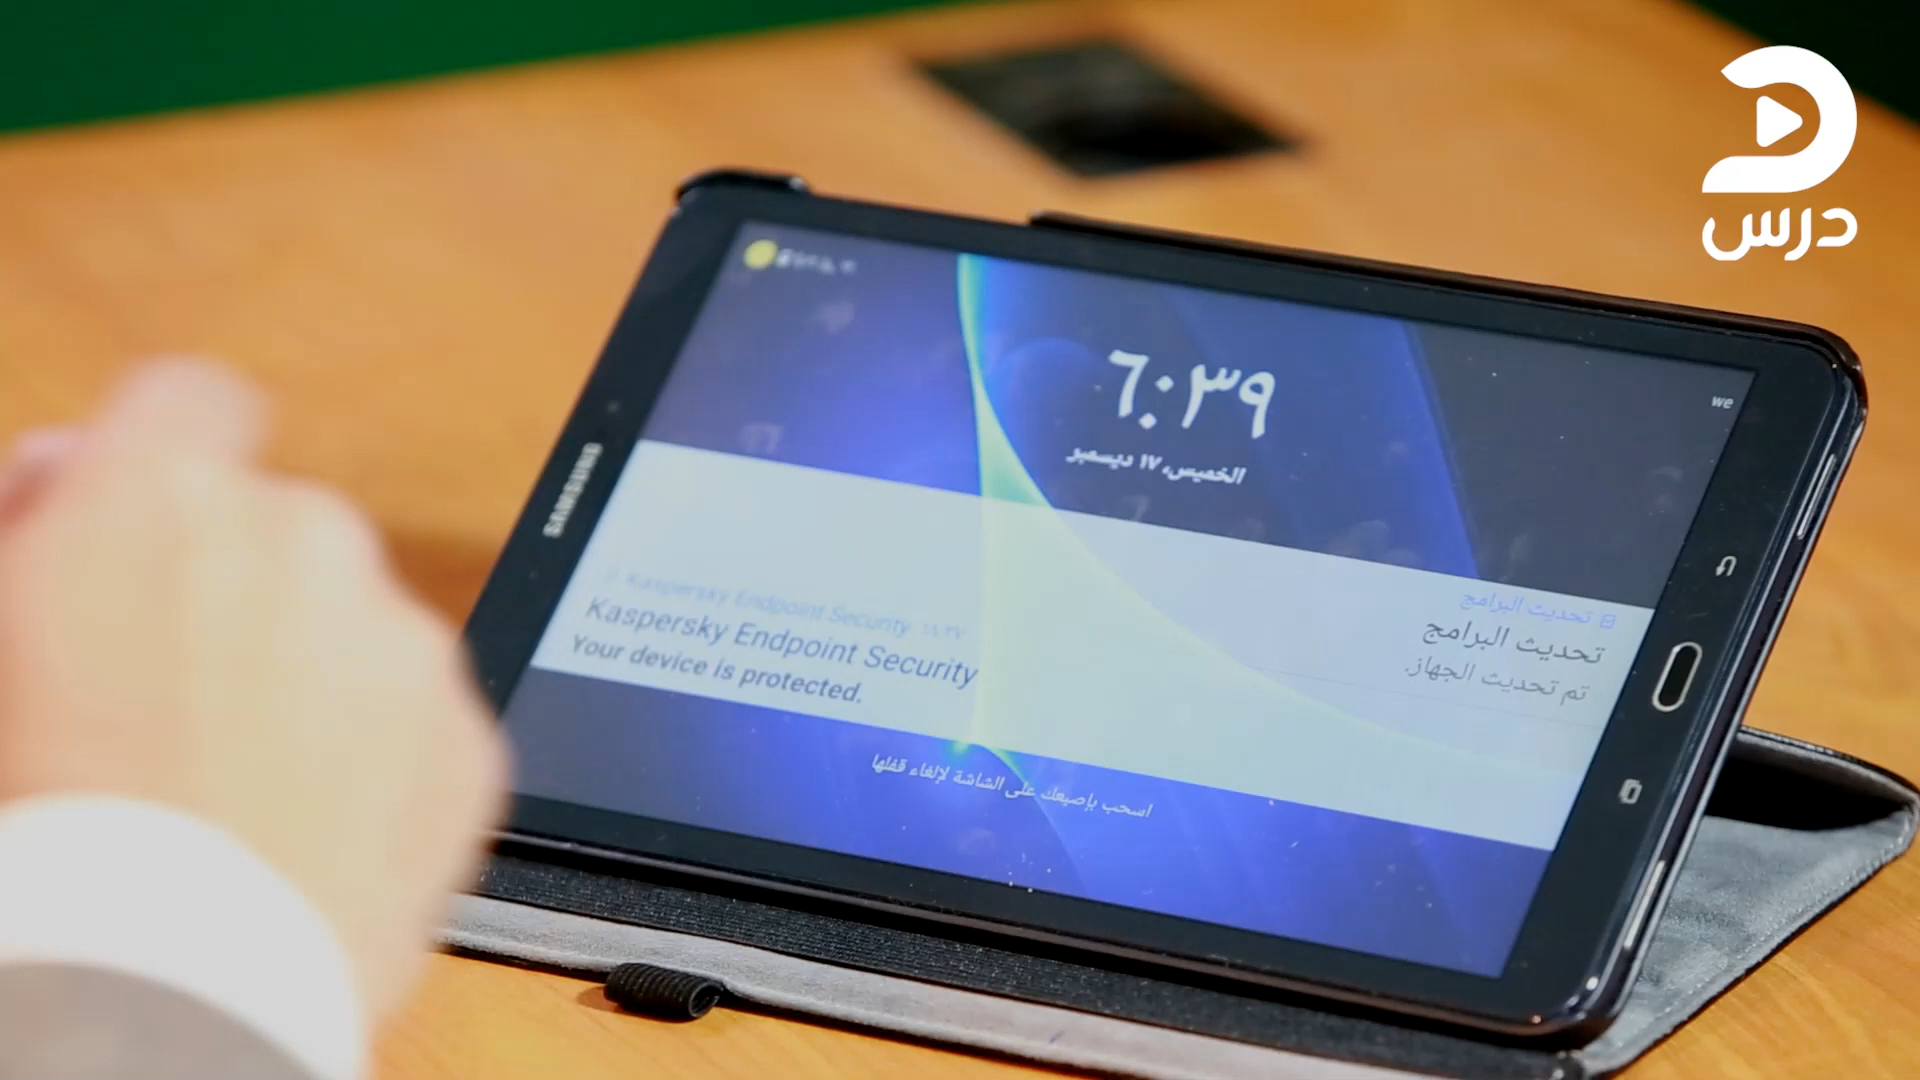 درس
we
٦:٣٩
الخميس، ١٧ ديسمبر
SAMSUNG
تحديث البرامج
تحديث البرامج
تم تحديث الجهاز.
Kaspersky Endpoint Security
Kaspersky Endpoint Security
Your device is protected.
اسحب بإصبعك على الشاشة لإلغاء قفلها